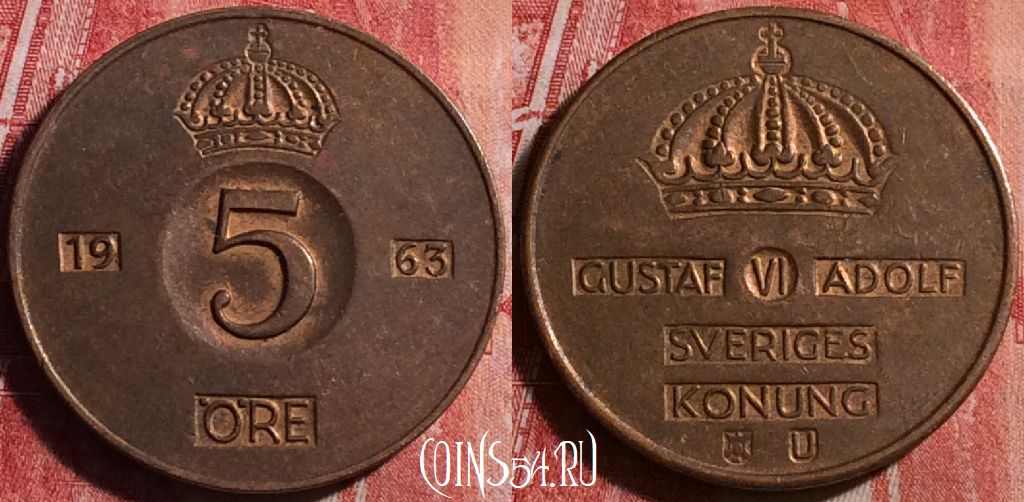 19 5 63
ÖRE
GUSTAF VI ADOLF
SVERIGES
KONUNG
U
COINS54.RU